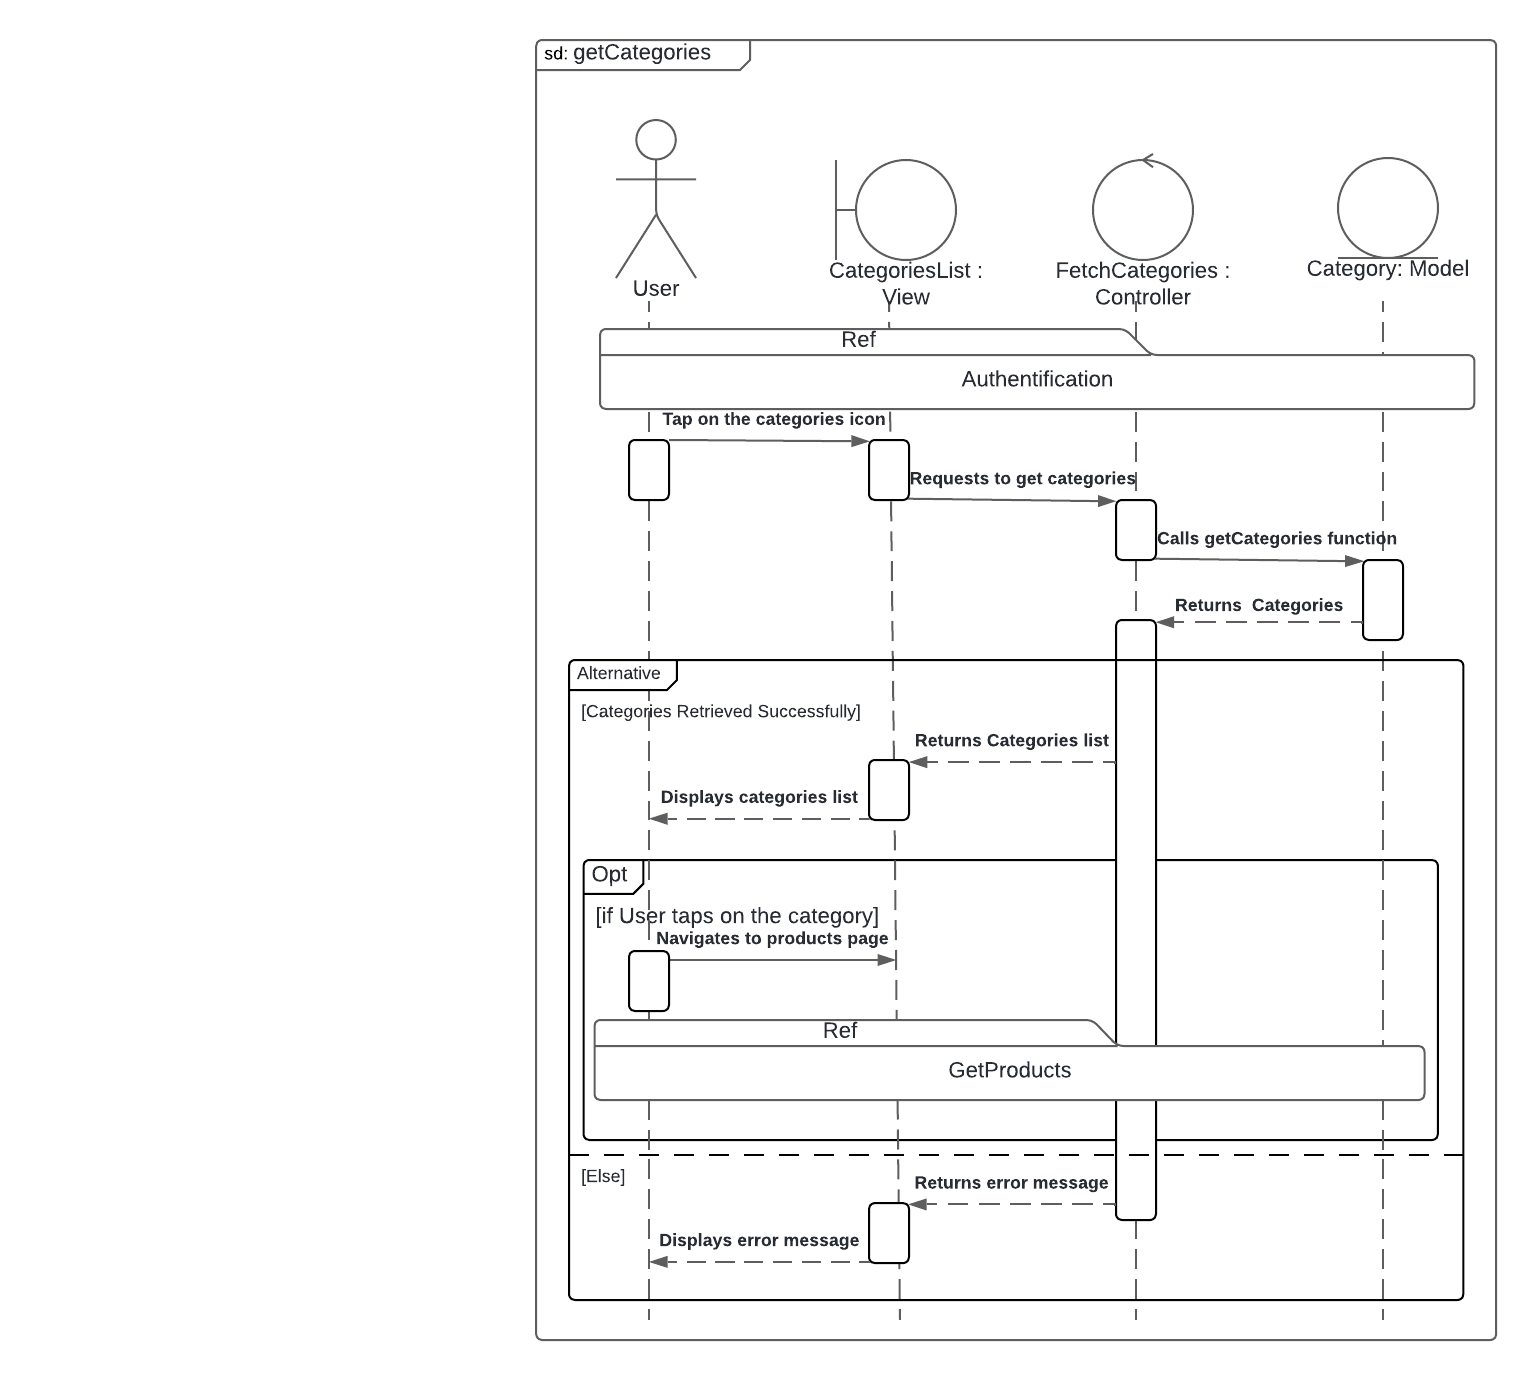 sd: getCategories
User
CategoriesList :
View
FetchCategories :
Controller
Category: Model
Ref
Authentification
Tap on the categories icon
Requests to get categories
Calls getCategories function
Returns  Categories
Alternative
[Categories Retrieved Successfully]
Returns Categories list
Displays categories list
Opt
[if User taps on the category]
Navigates to products page
Ref
GetProducts
[Else]
Returns error message
Displays error message